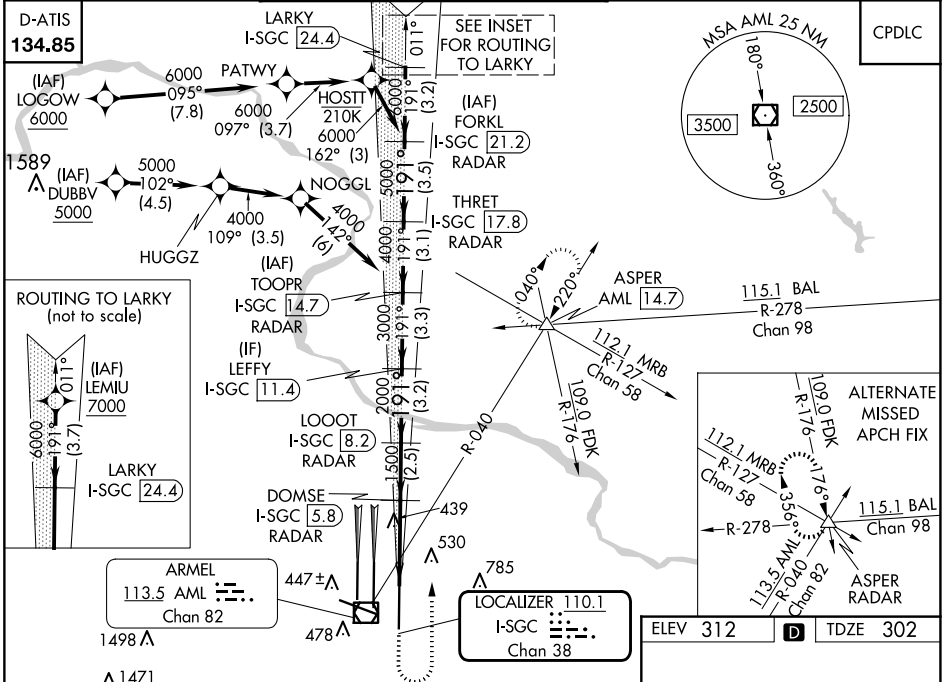 D-ATIS
134.85
LARKY
I-SGC 24.4
011°
SEE INSET
FOR ROUTING
TO LARKY
MSA AML 25 NM
180°
3500
2500
360°
CPDLC
(IAF)
LOGOW
6000
6000
095°
(7.8)
PATWY
6000
097° (3.7)
HOSTT
210K
6000
162° (3)
6000
191°
(3.2)
(IAF)
FORKL
I-SGC 21.2
RADAR
5000
191°
(3.5)
1589
(IAF)
DUBBV
5000
5000
102°
(4.5)
HUGGZ
4000
109° (3.5)
NOGGL
4000
142°
(6)
THRET
I-SGC 17.8
RADAR
4000
191°
(3.1)
(IAF)
TOOPR
I-SGC 14.7
RADAR
3000
191°
(3.3)
(IF)
LEFFY
I-SGC 11.4
2000
191°
(3.2)
LOOOT
I-SGC 8.2
RADAR
1500
(2.5)
DOMSE
I-SGC 5.8
RADAR
040°
220°
ASPER
AML 14.7
115.1 BAL
R-278
Chan 98
112.1 MRB
R-127
Chan 58
109.0 FDK
R-176
R-040
ROUTING TO LARKY
(not to scale)
011°
(IAF)
LEMIU
7000
6000
191°
(3.7)
LARKY
I-SGC 24.4
439
530
785
447±
478
1498
1471
ARMEL
113.5 AML
Chan 82
LOCALIZER 110.1
I-SGC
Chan 38
ALTERNATE
MISSED
APCH FIX
109.0 FDK
R-176
112.1 MRB
R-127
Chan 58
176°
356°
115.1 BAL
Chan 98
R-278
113.5 AML
R-040
Chan 82
ASPER
RADAR
ELEV 312
D
TDZE 302